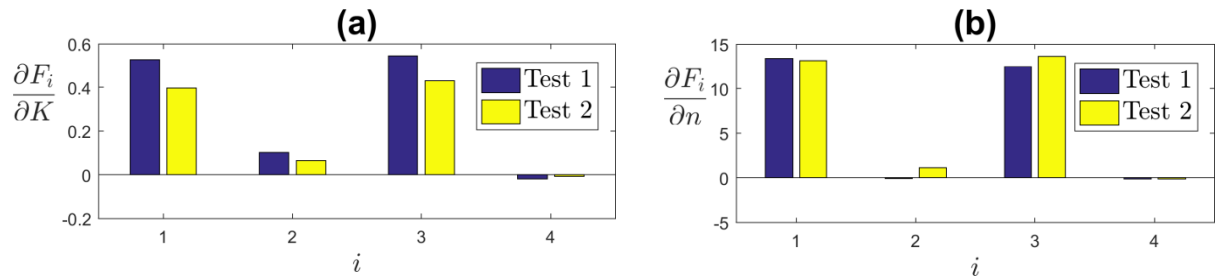 (a)
0.6
0.4
0.2
0
-0.2
∂F_i/∂K
Test 1
Test 2
1 2 3 4
i
(b)
15
10
5
0
-5
∂F_i/∂n
Test 1
Test 2
1 2 3 4
i